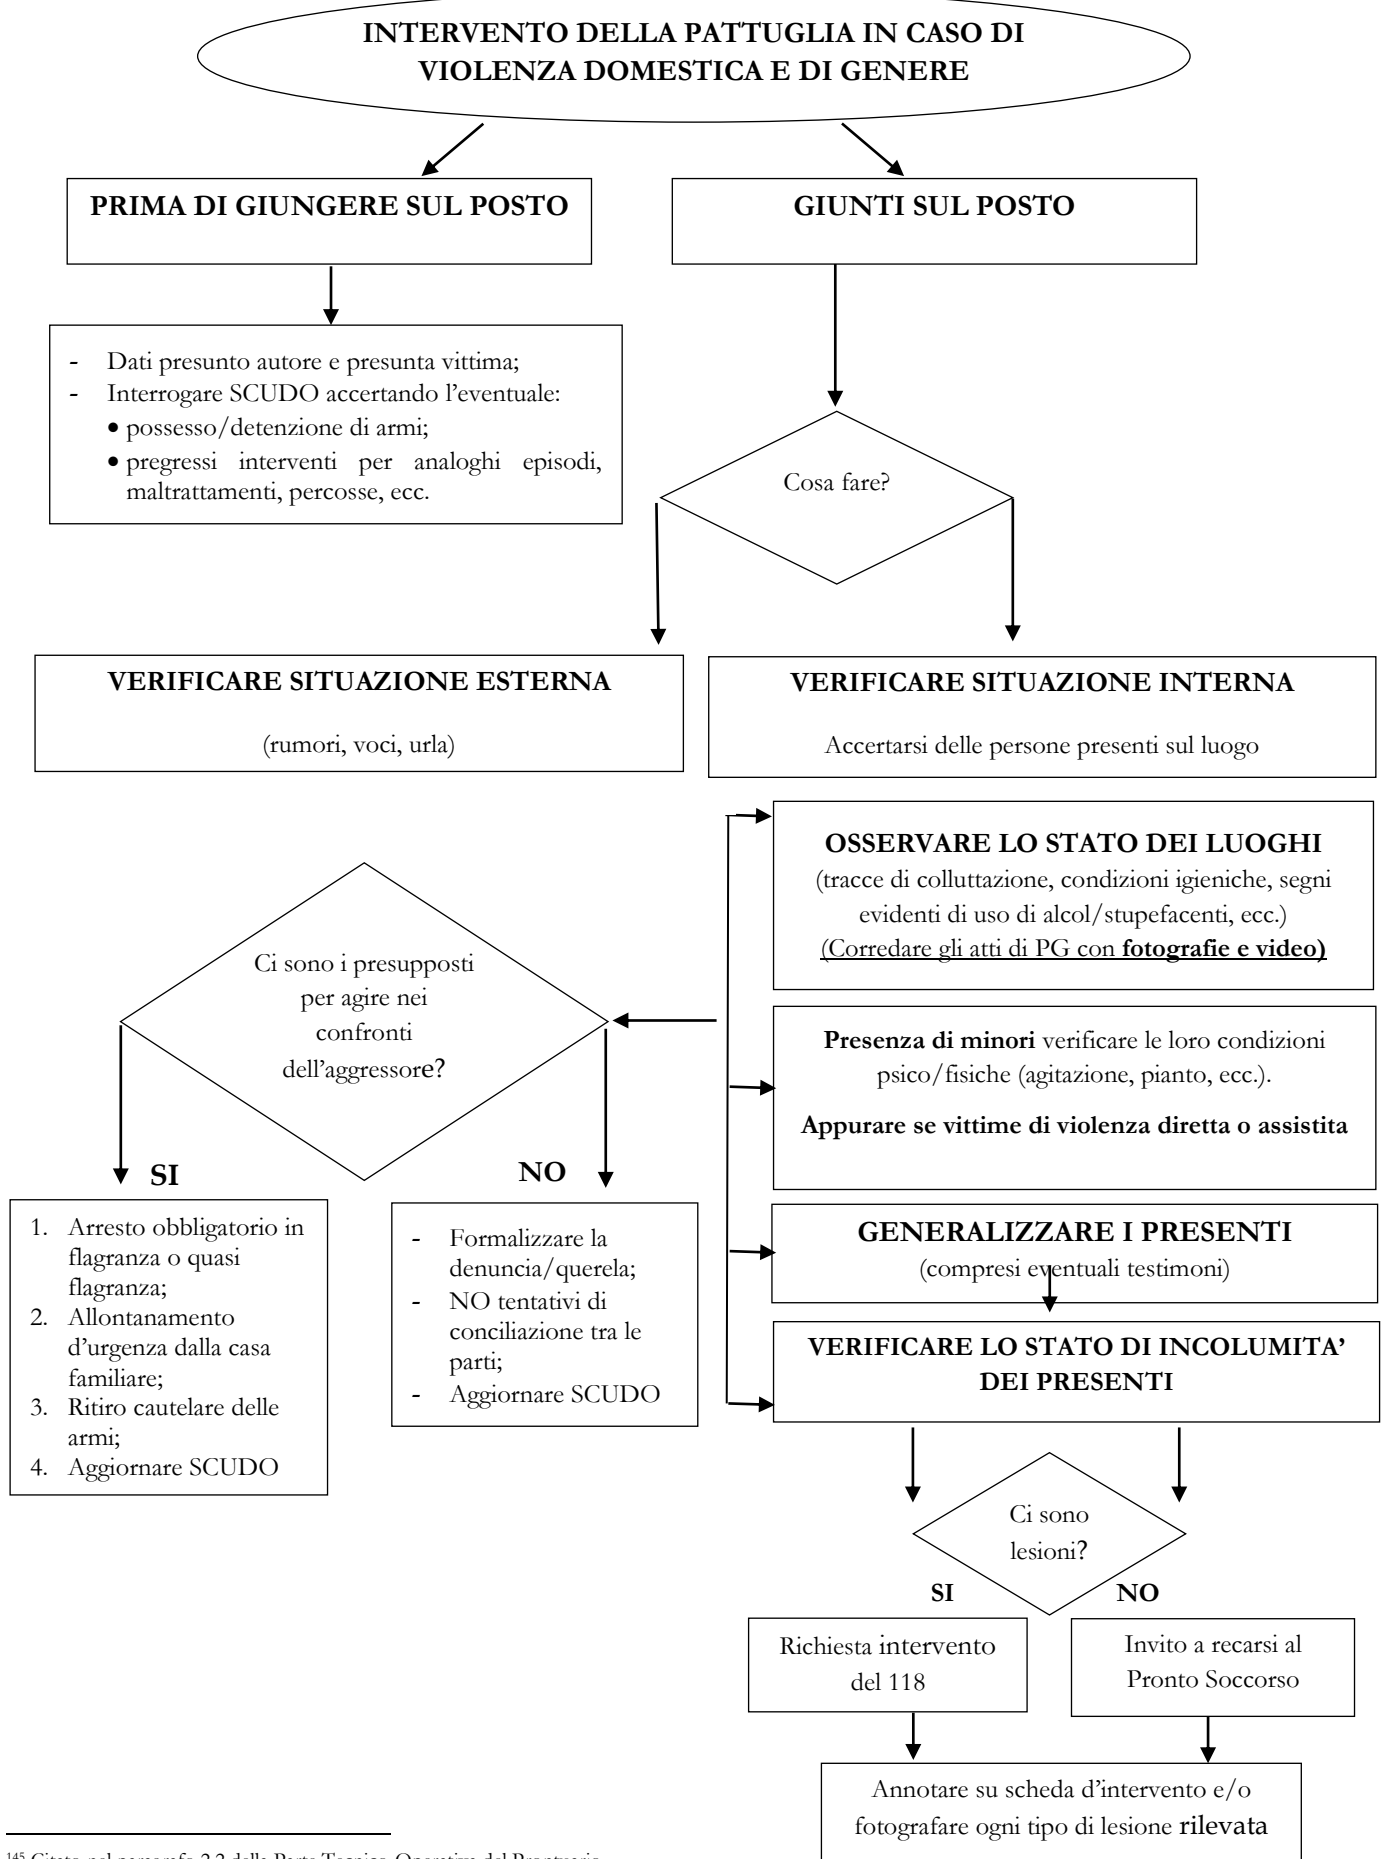 INTERVENTO DELLA PATTUGLIA IN CASO DI
VIOLENZA DOMESTICA E DI GENERE
PRIMA DI GIUNGERE SUL POSTO
GIUNTI SUL POSTO
- Dati presunto autore e presunta vittima;
- Interrogare SCUDO accertando l'eventuale:
• possesso/detenzione di armi;
• pregressi interventi per analoghi episodi,
maltrattamenti, percosse, ecc.
Cosa fare?
VERIFICARE SITUAZIONE ESTERNA
(rumori, voci, urla)
VERIFICARE SITUAZIONE INTERNA
Accertarsi delle persone presenti sul luogo
OSSERVARE LO STATO DEI LUOGHI
(tracce di colluttazione, condizioni igieniche, segni
evidenti di uso di alcol/stupefacenti, ecc.)
(Corredare gli atti di PG con fotografie e video)
Presenza di minori verificare le loro condizioni
psico/fisiche (agitazione, pianto, ecc.).
Appurare se vittime di violenza diretta o assistita
GENERALIZZARE I PRESENTI
(compresi eventuali testimoni)
VERIFICARE LO STATO DI INCOLUMITA'
DEI PRESENTI
Ci sono i presupposti
per agire nei
confronti
dell'aggressore?
SI
NO
1. Arresto obbligatorio in
flagranza o quasi
flagranza;
2. Allontanamento
d'urgenza dalla casa
familiare;
3. Ritiro cautelare delle
armi;
4. Aggiornare SCUDO
- Formalizzare la
denuncia/querela;
- NO tentativi di
conciliazione tra le
parti;
- Aggiornare SCUDO
Ci sono
lesioni?
SI
NO
Richiesta intervento
del 118
Invito a recarsi al
Pronto Soccorso
Annotare su scheda d'intervento e/o
fotografare ogni tipo di lesione rilevata